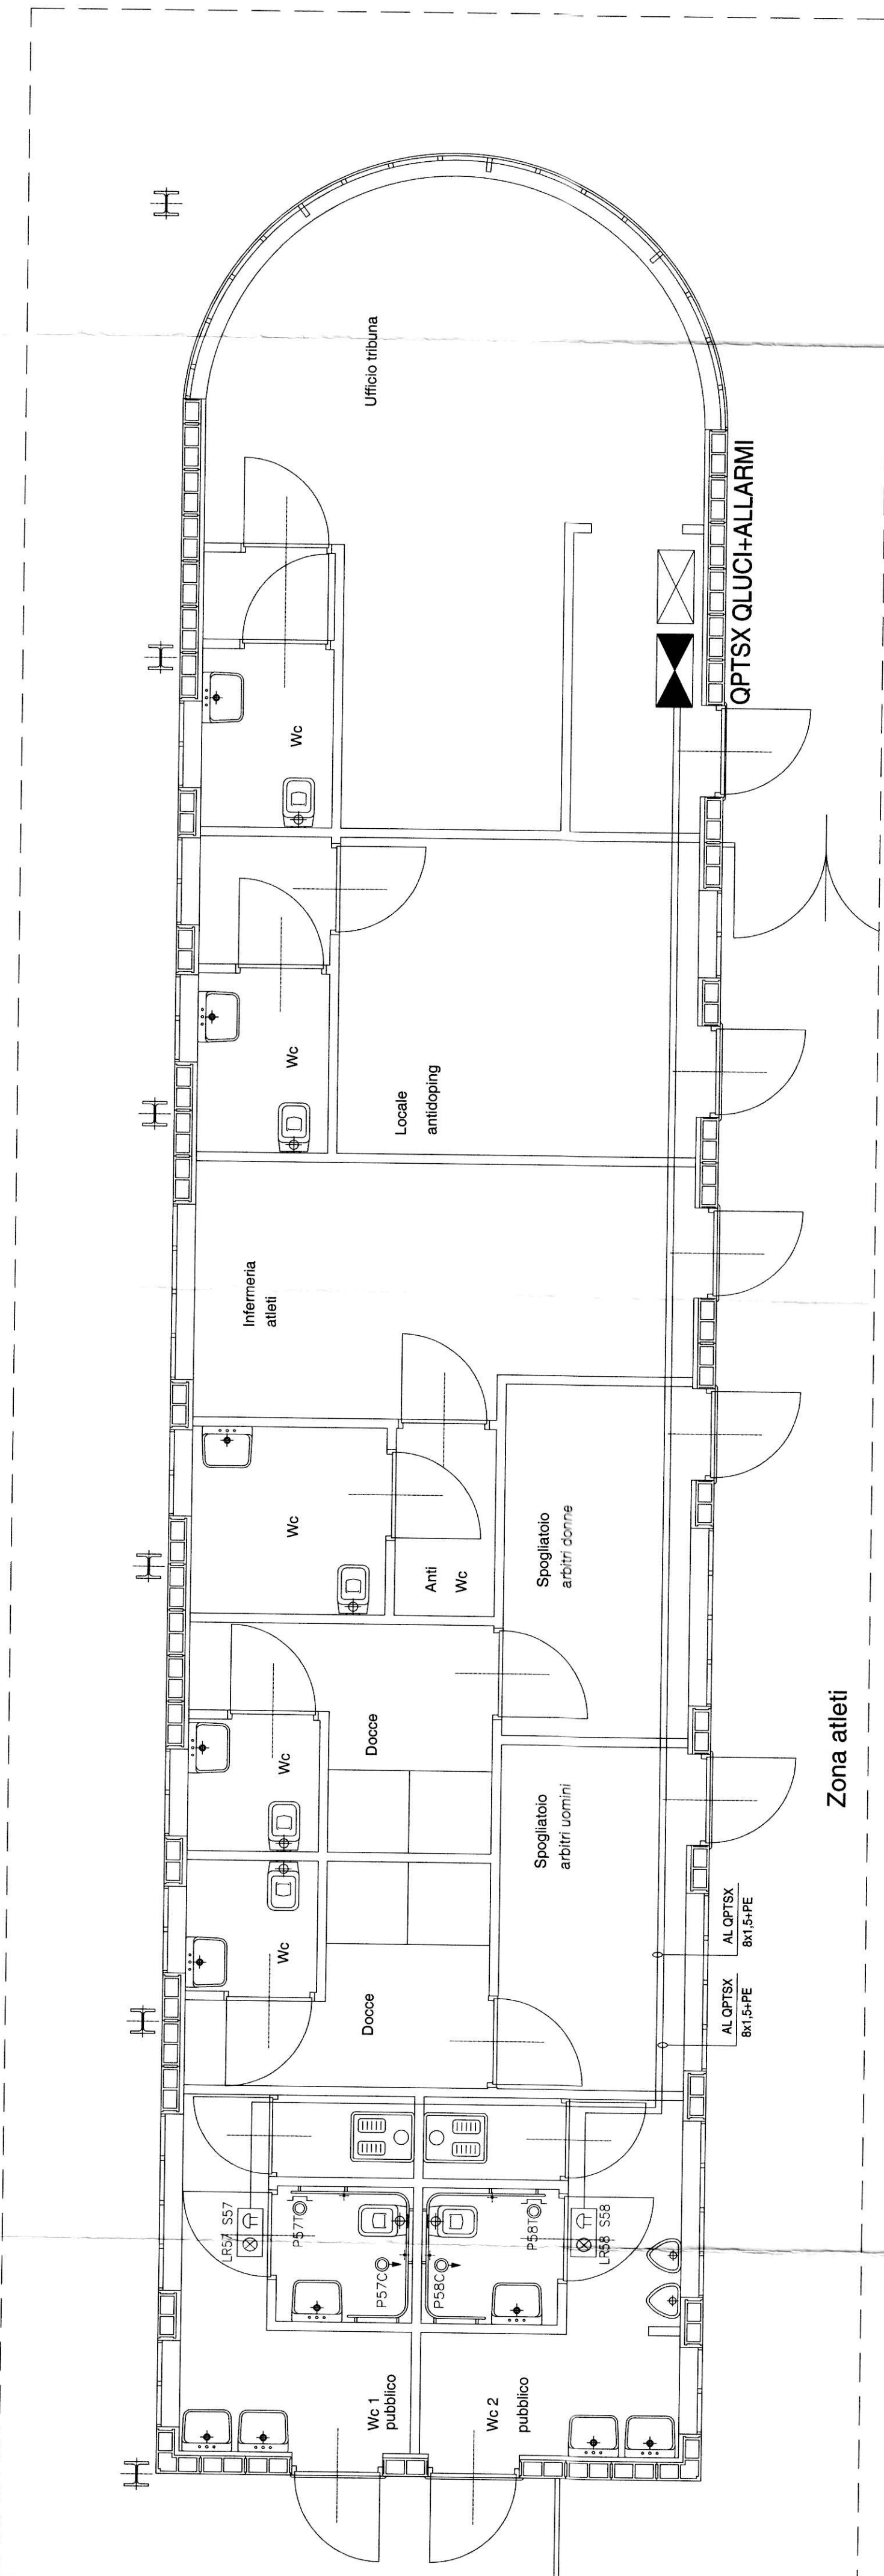 Ufficio tribuna
QPTSX QLUCI+ALLARMI
Wc
Wc
Locale
antidoping
Infermeria
atleti
Wc
Anti
Wc
Spogliatoio
arbitri donne
Docce
Wc
Spogliatoio
arbitri uomini
Zona atleti
Wc
Docce
AL QPTSX
8x1,5+PE
AL QPTSX
8x1,5+PE
LR57 S57
P57T
P57C
P58C
P58T
LR58 S58
Wc 1
pubblico
Wc 2
pubblico